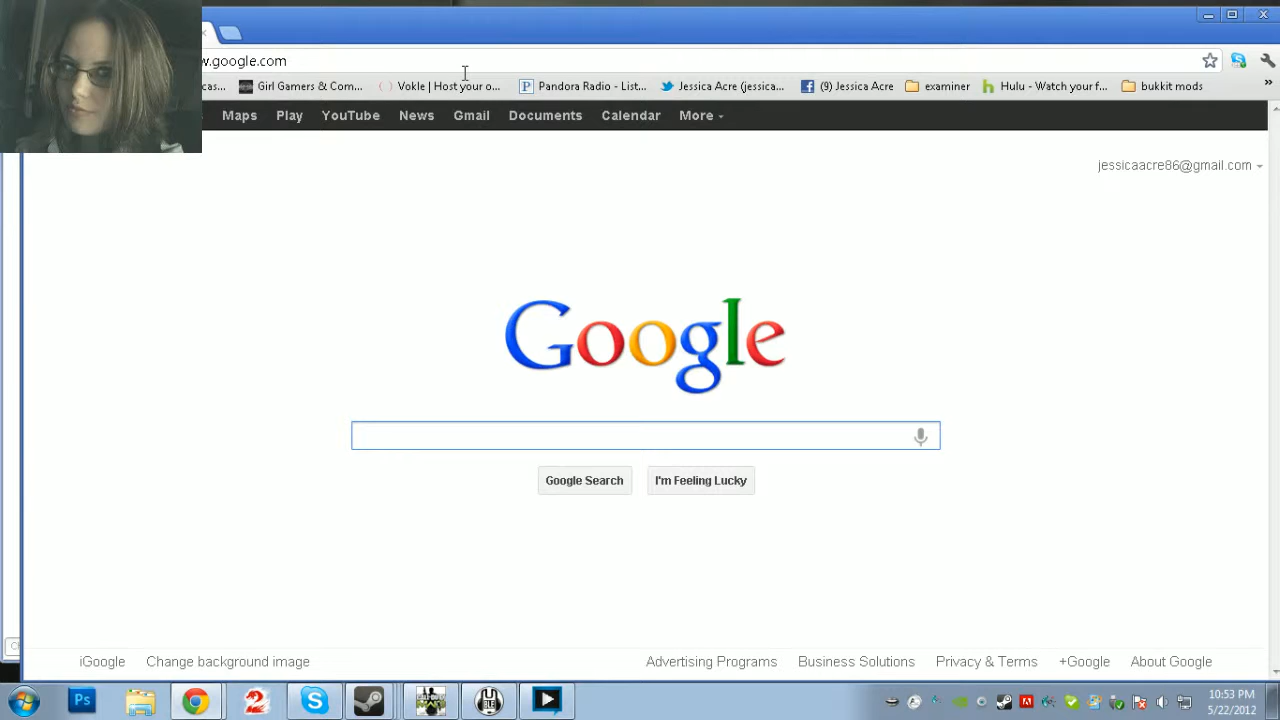 w.google.com
cas... Girl Gamers & Com... Vokle | Host your o... Pandora Radio - List... Jessica Acre (jessica... (9) Jessica Acre examiner Hulu - Watch your f... bukkit mods »
Maps Play YouTube News Gmail Documents Calendar More
jessicaacre86@gmail.com
Google
Google Search I'm Feeling Lucky
iGoogle Change background image Advertising Programs Business Solutions Privacy & Terms +Google About Google
Ps
10:53 PM
5/22/2012